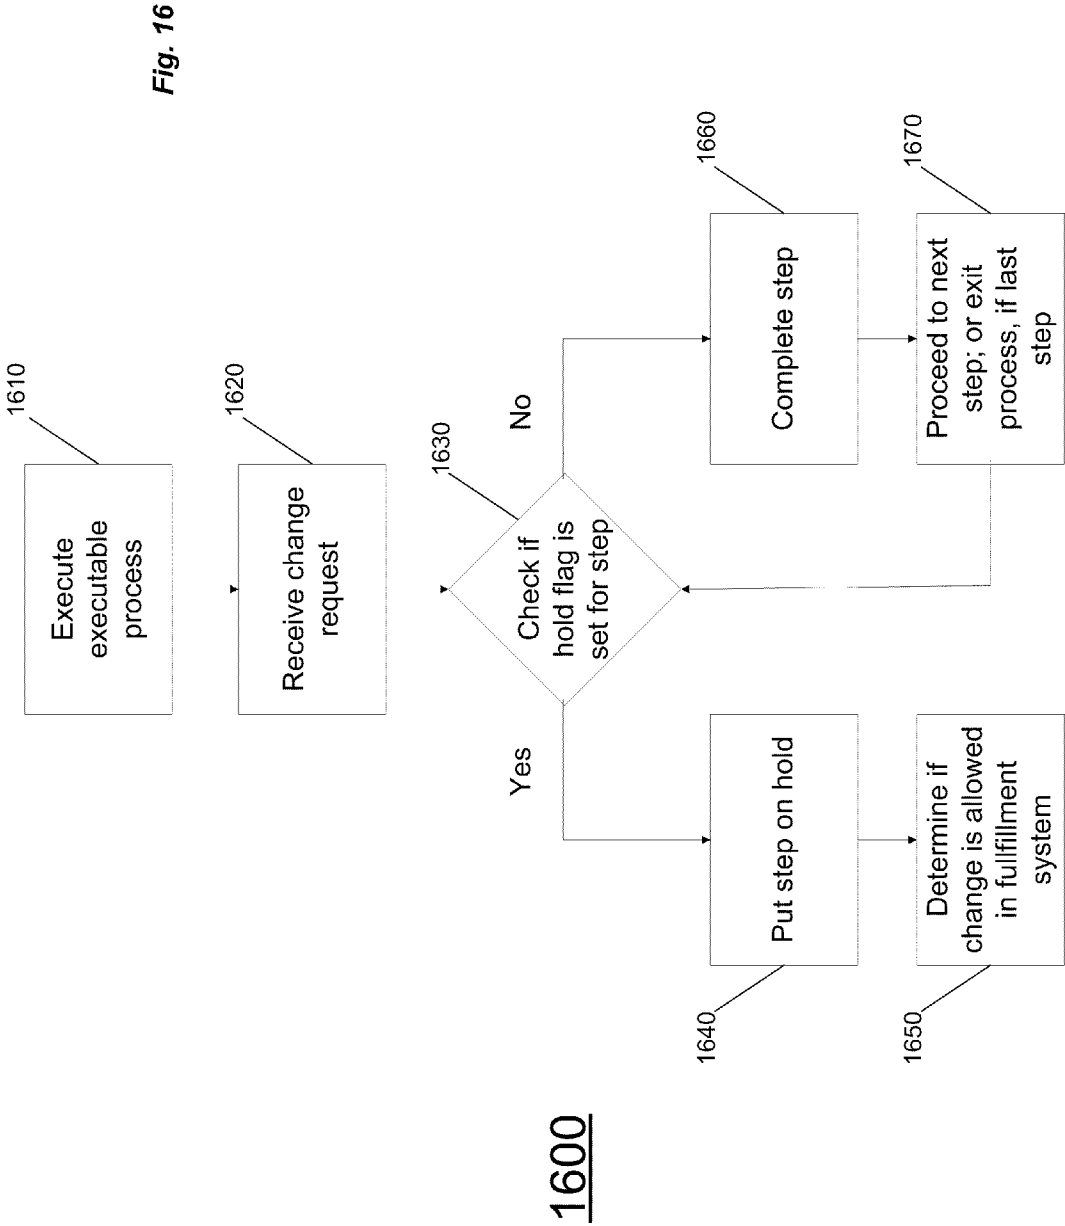 Fig. 16
1600
1610
Execute
executable
process
1620
Receive change
request
1630
Check if
hold flag is
set for step
Yes
No
1640
Put step on hold
1650
Determine if
change is allowed
in fullfillment
system
1660
Complete step
1670
Proceed to next
step; or exit
process, if last
step